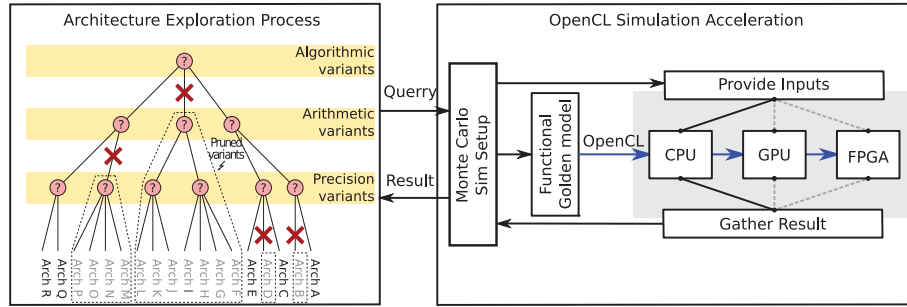 Architecture Exploration Process
OpenCL Simulation Acceleration
?
Algorithmic
variants
?
?
?
Arithmetic
variants
Pruned
variants
?
?
?
?
?
?
Precision
variants
Arch R
Arch Q
Arch P
Arch O
Arch N
Arch M
Arch L
Arch K
Arch J
Arch I
Arch H
Arch G
Arch F
Arch E
Arch D
Arch C
Arch B
Arch A
Querry
Result
Monte Carlo
Sim Setup
Functional
Golden model
OpenCL
Provide Inputs
CPU
GPU
FPGA
Gather Result